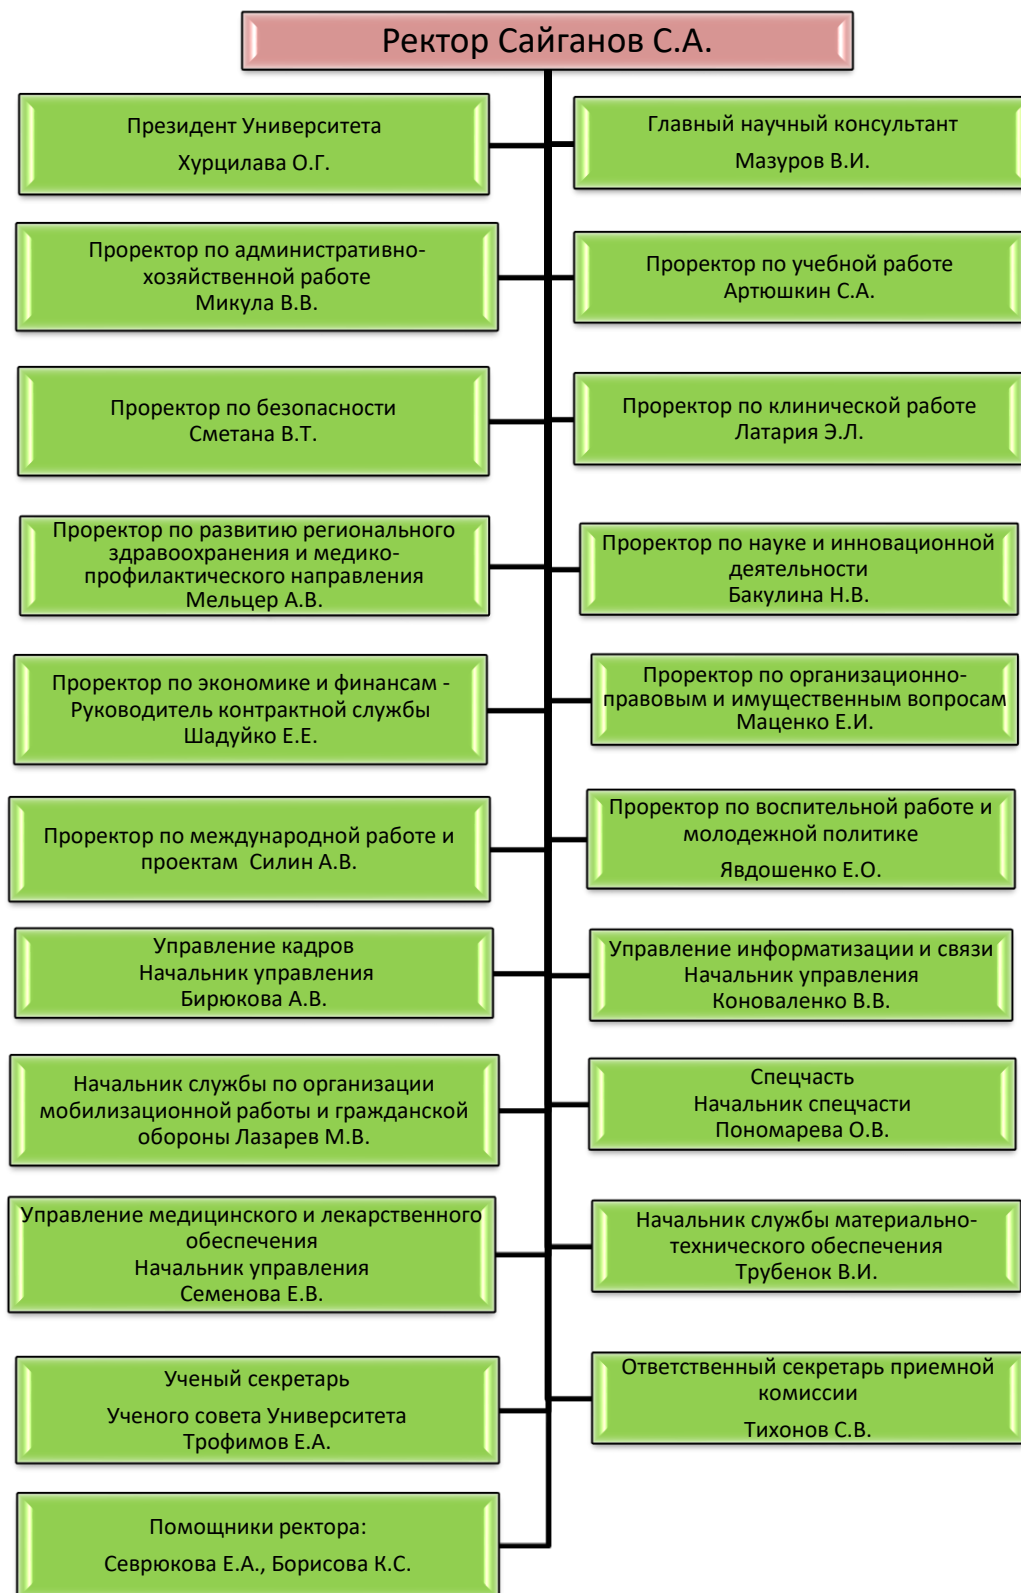 Ректор Сайганов С.А.
Президент Университета
Хурцилава О.Г.
Главный научный консультант
Мазуров В.И.
Проректор по административно-
хозяйственной работе
Микула В.В.
Проректор по учебной работе
Артюшкин С.А.
Проректор по безопасности
Сметана В.Т.
Проректор по клинической работе
Латария Э.Л.
Проректор по развитию регионального
здравоохранения и медико-
профилактического направления
Мельцер А.В.
Проректор по науке и инновационной
деятельности
Бакулина Н.В.
Проректор по экономике и финансам -
Руководитель контрактной службы
Шадуйко Е.Е.
Проректор по организационно-
правовым и имущественным вопросам
Маценко Е.И.
Проректор по международной работе и
проектам Силин А.В.
Проректор по воспительной работе и
молодежной политике
Явдошенко Е.О.
Управление кадров
Начальник управления
Бирюкова А.В.
Управление информатизации и связи
Начальник управления
Коноваленко В.В.
Начальник службы по организации
мобилизационной работы и гражданской
обороны Лазарев М.В.
Спецчасть
Начальник спецчасти
Пономарева О.В.
Управление медицинского и лекарственного
обеспечения
Начальник управления
Семенова Е.В.
Начальник службы материально-
технического обеспечения
Трубенок В.И.
Ученый секретарь
Ученого совета Университета
Трофимов Е.А.
Ответственный секретарь приемной
комиссии
Тихонов С.В.
Помощники ректора:
Севрюкова Е.А., Борисова К.С.